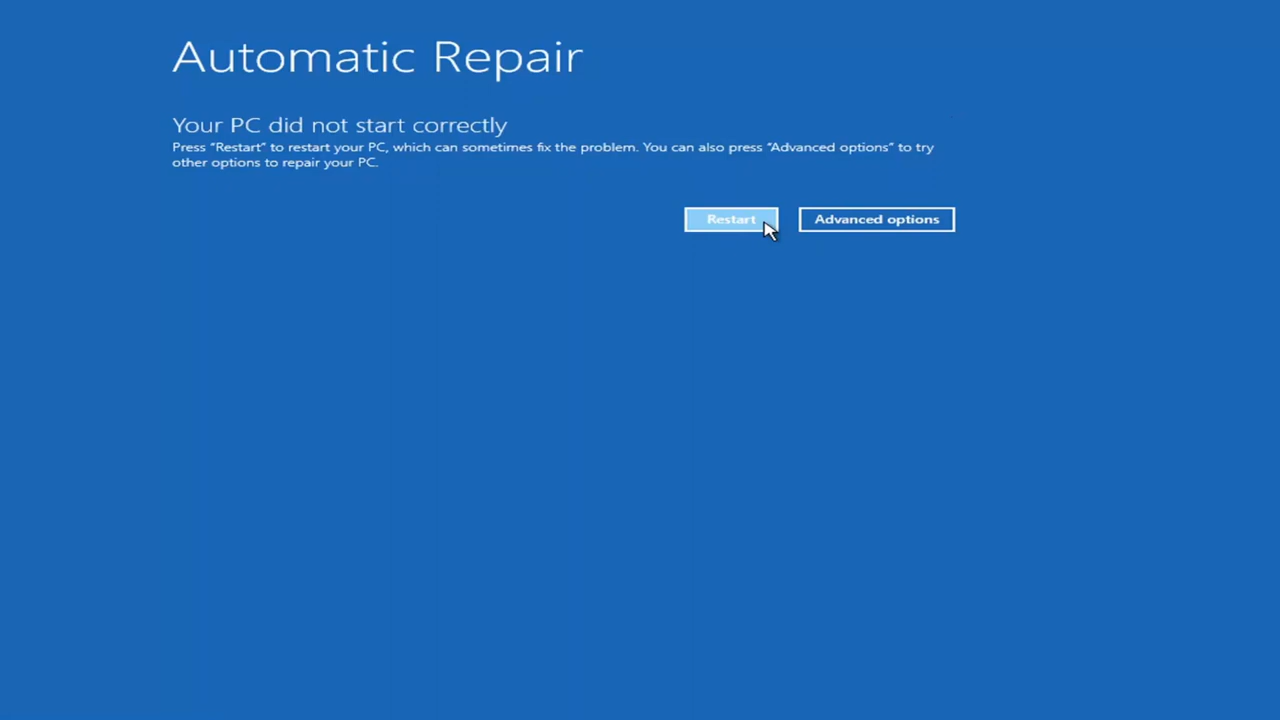 Automatic Repair
Your PC did not start correctly
Press “Restart” to restart your PC, which can sometimes fix the problem. You can also press “Advanced options” to try
other options to repair your PC.
Restart
Advanced options